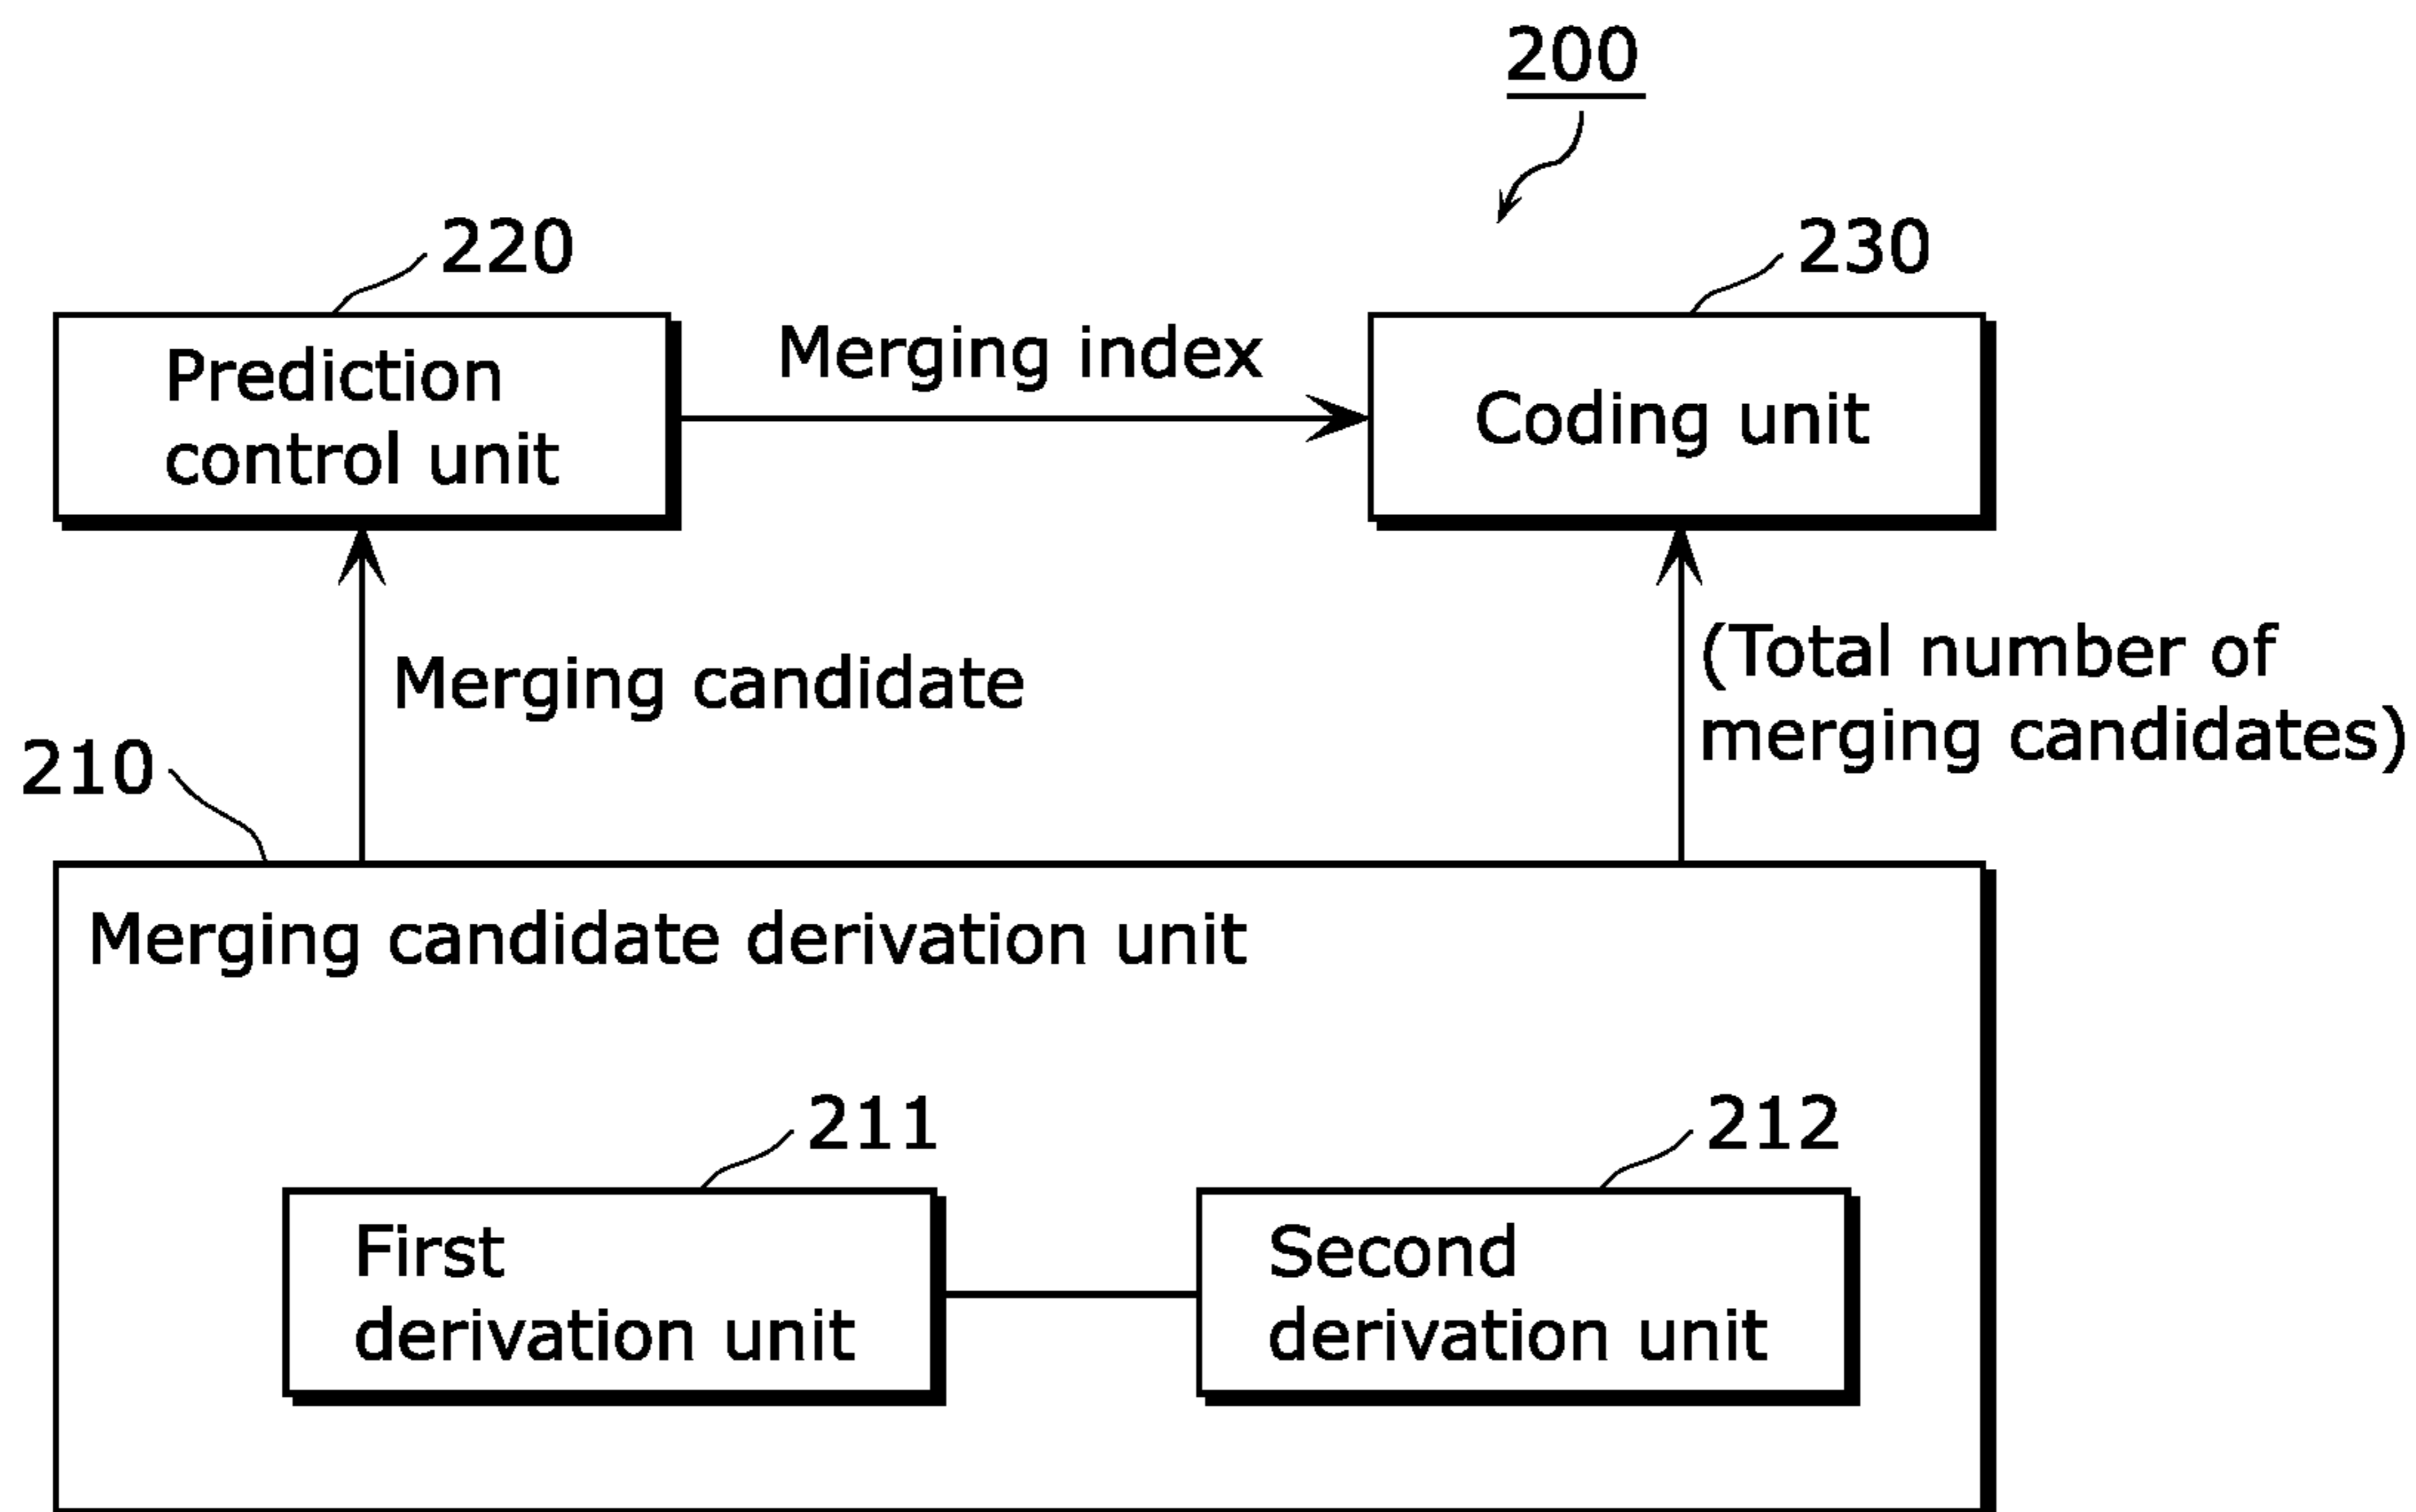 200
220
230
Prediction
control unit
Merging index
Coding unit
Merging candidate
(Total number of
merging candidates)
210
Merging candidate derivation unit
211
212
First
derivation unit
Second
derivation unit